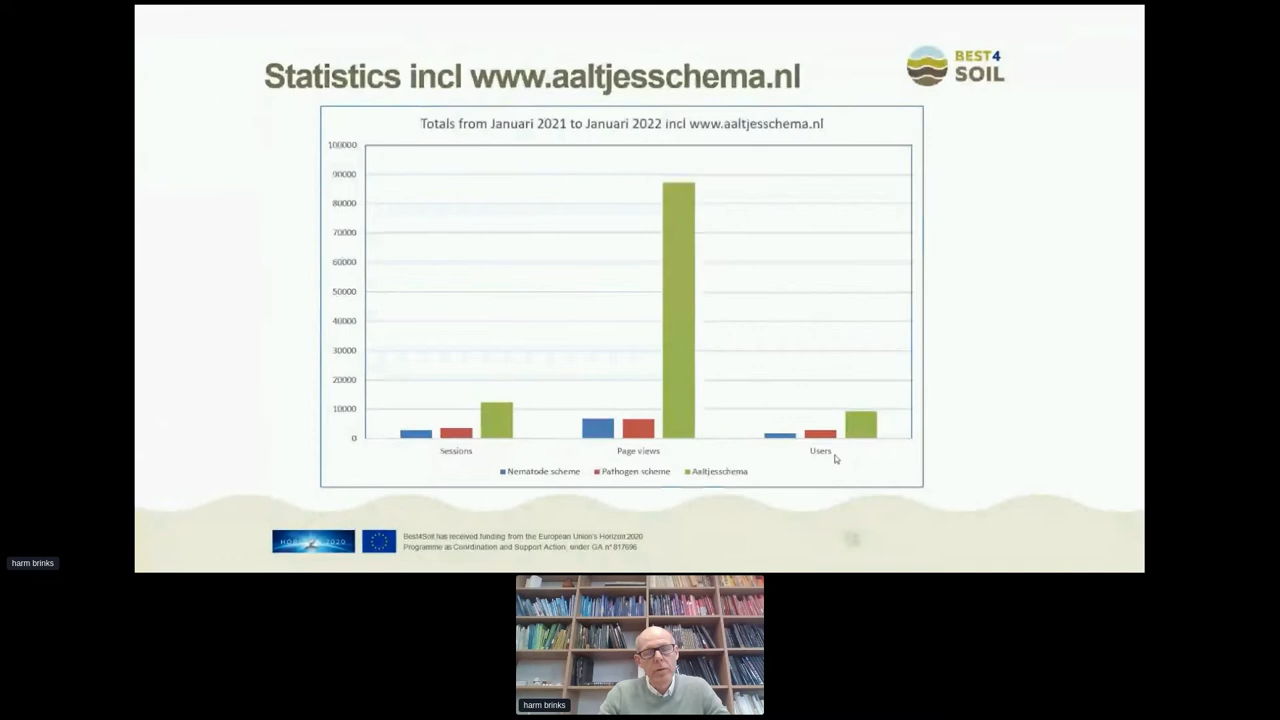 Statistics incl www.aaltjesschema.nl
BEST4
SOIL
Totals from Januari 2021 to Januari 2022 incl www.aaltjesschema.nl
100000
90000
80000
70000
60000
50000
40000
30000
20000
10000
0
Sessions
Page views
Users
Nematode scheme
Pathogen scheme
Aaltjesschema
HORIZON 2020
Best4Soil has received funding from the European Union's Horizon2020
Programme as Coordination and Support Action, under GA n° 817696
harm brinks
harm brinks